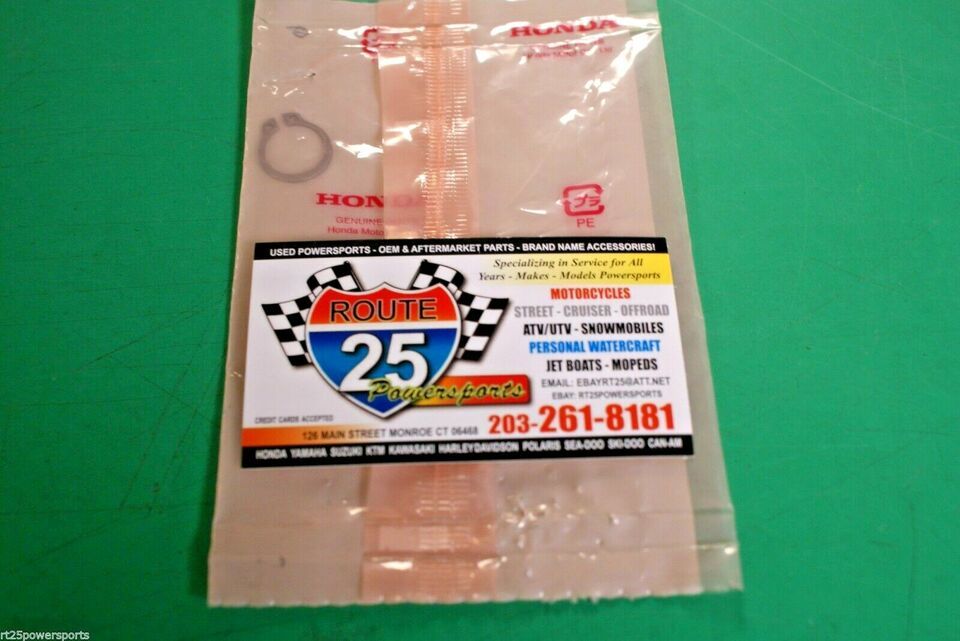 HONDA
HONDA
GENUINE
Honda Moto
プラ
PE
USED POWERSPORTS - OEM & AFTERMARKET PARTS - BRAND NAME ACCESSORIES!
Specializing in Service for All
Years - Makes - Models Powersports
ROUTE
25
Powersports
MOTORCYCLES
STREET - CRUISER - OFFROAD
ATV/UTV - SNOWMOBILES
PERSONAL WATERCRAFT
JET BOATS - MOPEDS
EMAIL: EBAYRT25@ATT.NET
EBAY: RT25POWERSPORTS
CREDIT CARDS ACCEPTED
203-261-8181
126 MAIN STREET MONROE CT 06468
HONDA YAMAHA SUZUKI KTM KAWASAKI HARLEYDAVIDSON POLARIS SEA-DOO SKI-DOO CAN-AM
rt25powersports